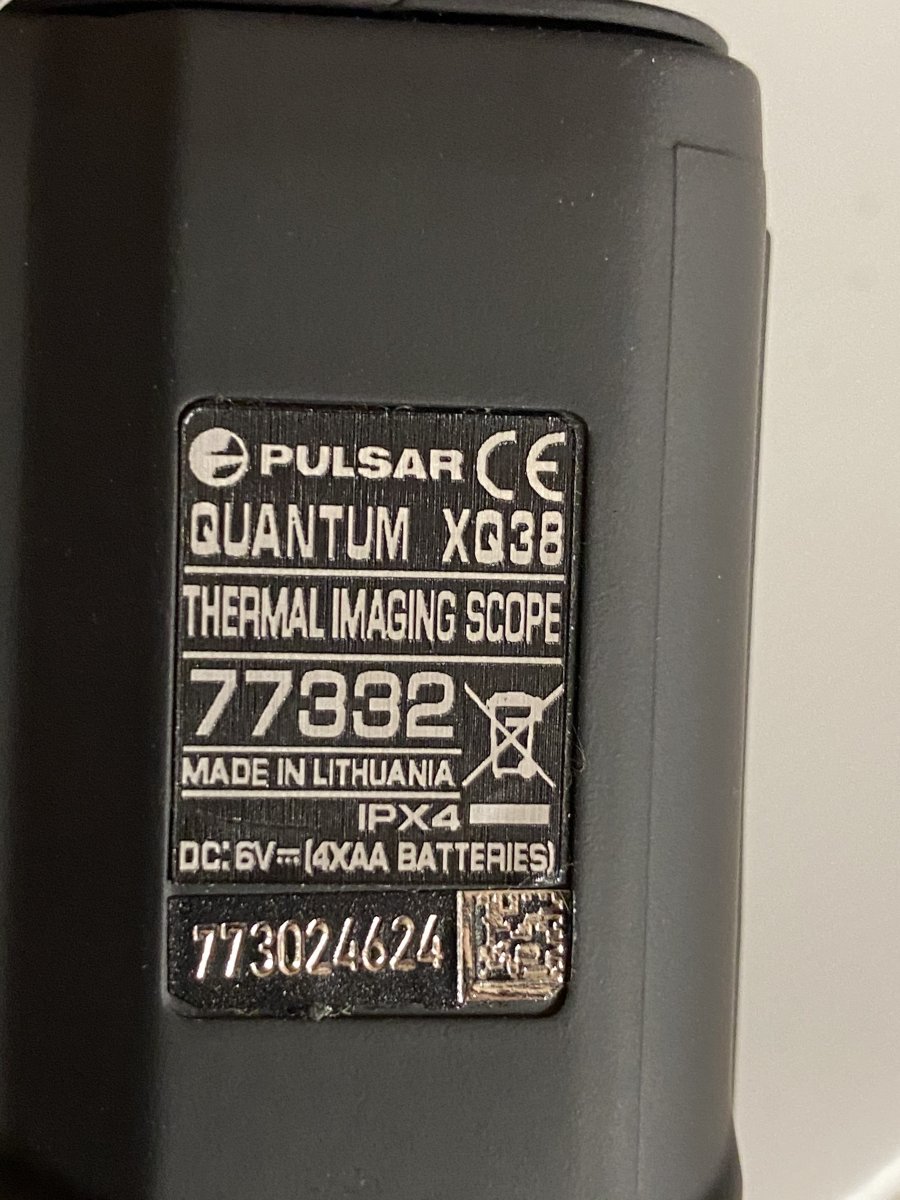 PULSAR CE
QUANTUM XQ38
THERMAL IMAGING SCOPE
77332
MADE IN LITHUANIA
IPX4
DC: 6V⎓(4XAA BATTERIES)
773024624